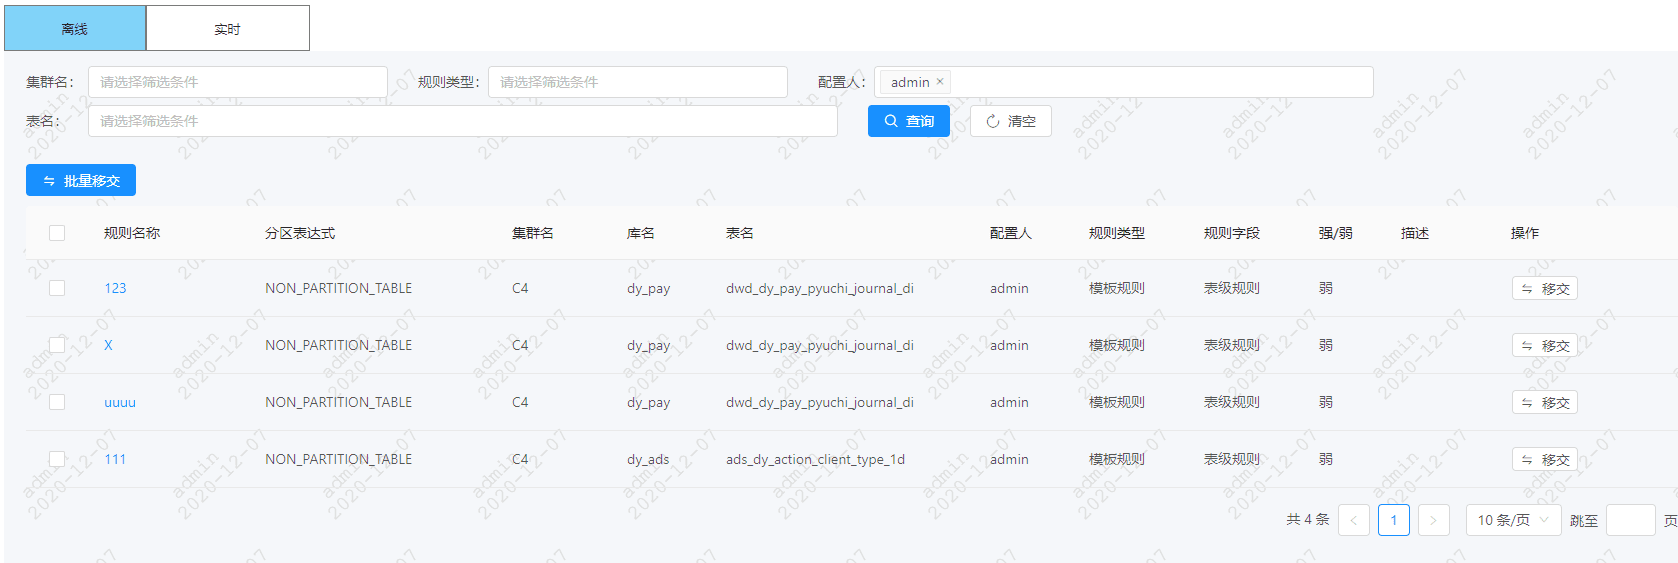 离线 实时
集群名: 请选择筛选条件 规则类型: 请选择筛选条件 配置人: admin ×
表名: 请选择筛选条件 查询 清空
批量移交
规则名称 分区表达式 集群名 库名 表名 配置人 规则类型 规则字段 强/弱 描述 操作
123 NON_PARTITION_TABLE C4 dy_pay dwd_dy_pay_pyuchi_journal_di admin 模板规则 表级规则 弱 移交
X NON_PARTITION_TABLE C4 dy_pay dwd_dy_pay_pyuchi_journal_di admin 模板规则 表级规则 弱 移交
uuuu NON_PARTITION_TABLE C4 dy_pay dwd_dy_pay_pyuchi_journal_di admin 模板规则 表级规则 弱 移交
111 NON_PARTITION_TABLE C4 dy_ads ads_dy_action_client_type_1d admin 模板规则 表级规则 弱 移交
共 4 条 < 1 > 10 条/页 跳至 页
admin
2020-12-07